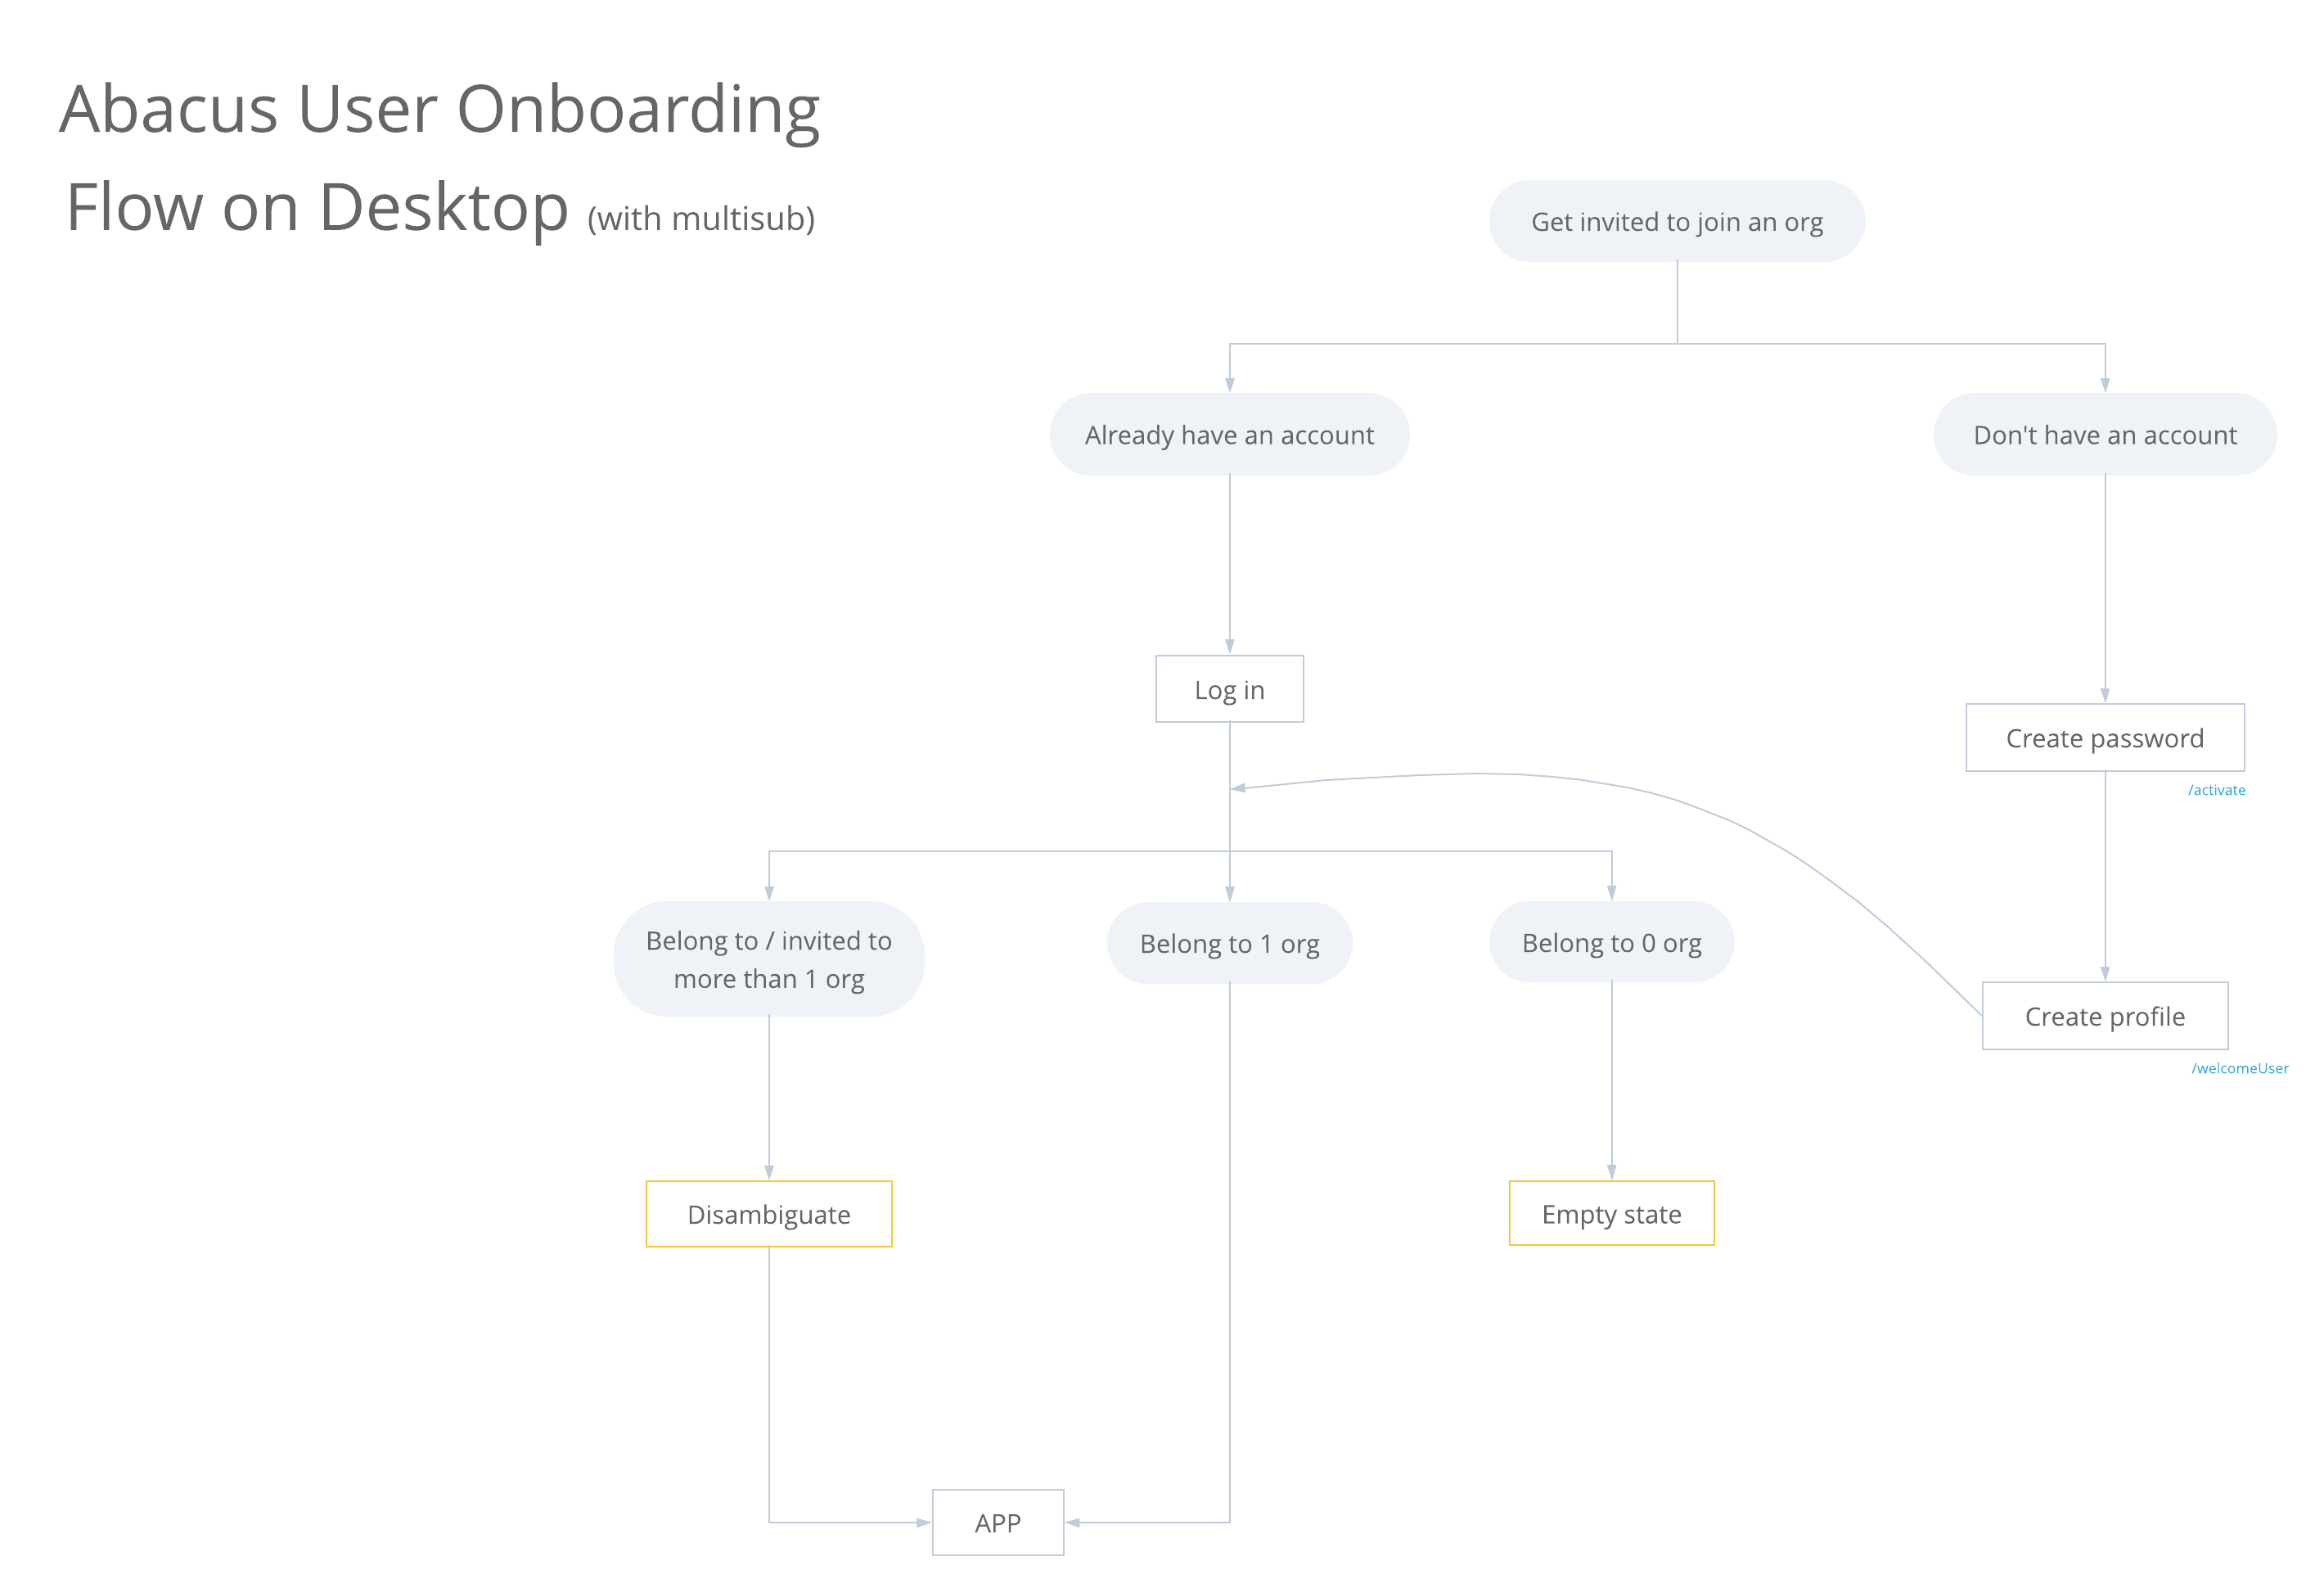 Abacus User Onboarding
Flow on Desktop (with multisub)
Get invited to join an org
Already have an account
Don't have an account
Log in
Create password
/activate
Belong to / invited to
more than 1 org
Belong to 1 org
Belong to 0 org
Create profile
/welcomeUser
Disambiguate
Empty state
APP